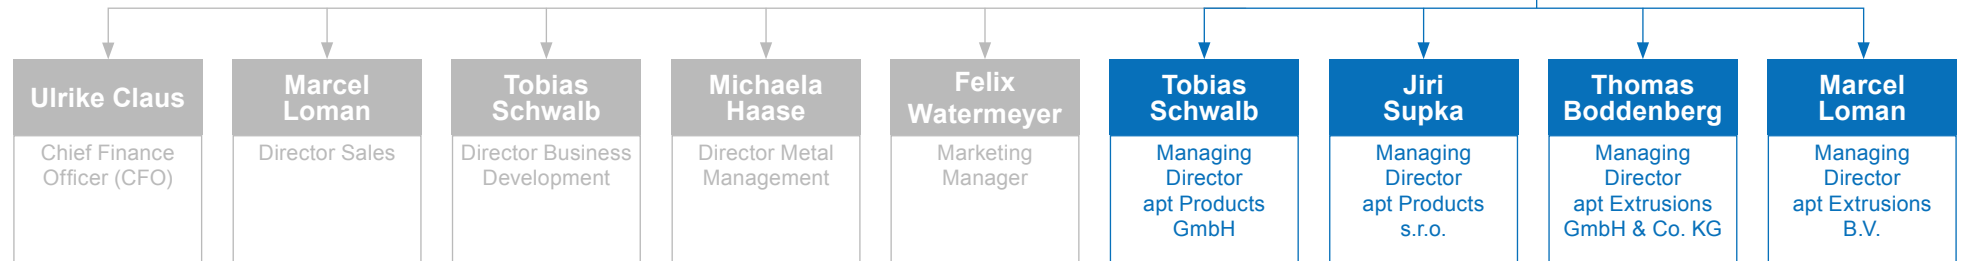 Ulrike Claus
Chief Finance
Officer (CFO)
Marcel
Loman
Director Sales
Tobias
Schwalb
Director Business
Development
Michaela
Haase
Director Metal
Management
Felix
Watermeyer
Marketing
Manager
Tobias
Schwalb
Managing
Director
apt Products
GmbH
Jiri
Supka
Managing
Director
apt Products
s.r.o.
Thomas
Boddenberg
Managing
Director
apt Extrusions
GmbH & Co. KG
Marcel
Loman
Managing
Director
apt Extrusions
B.V.